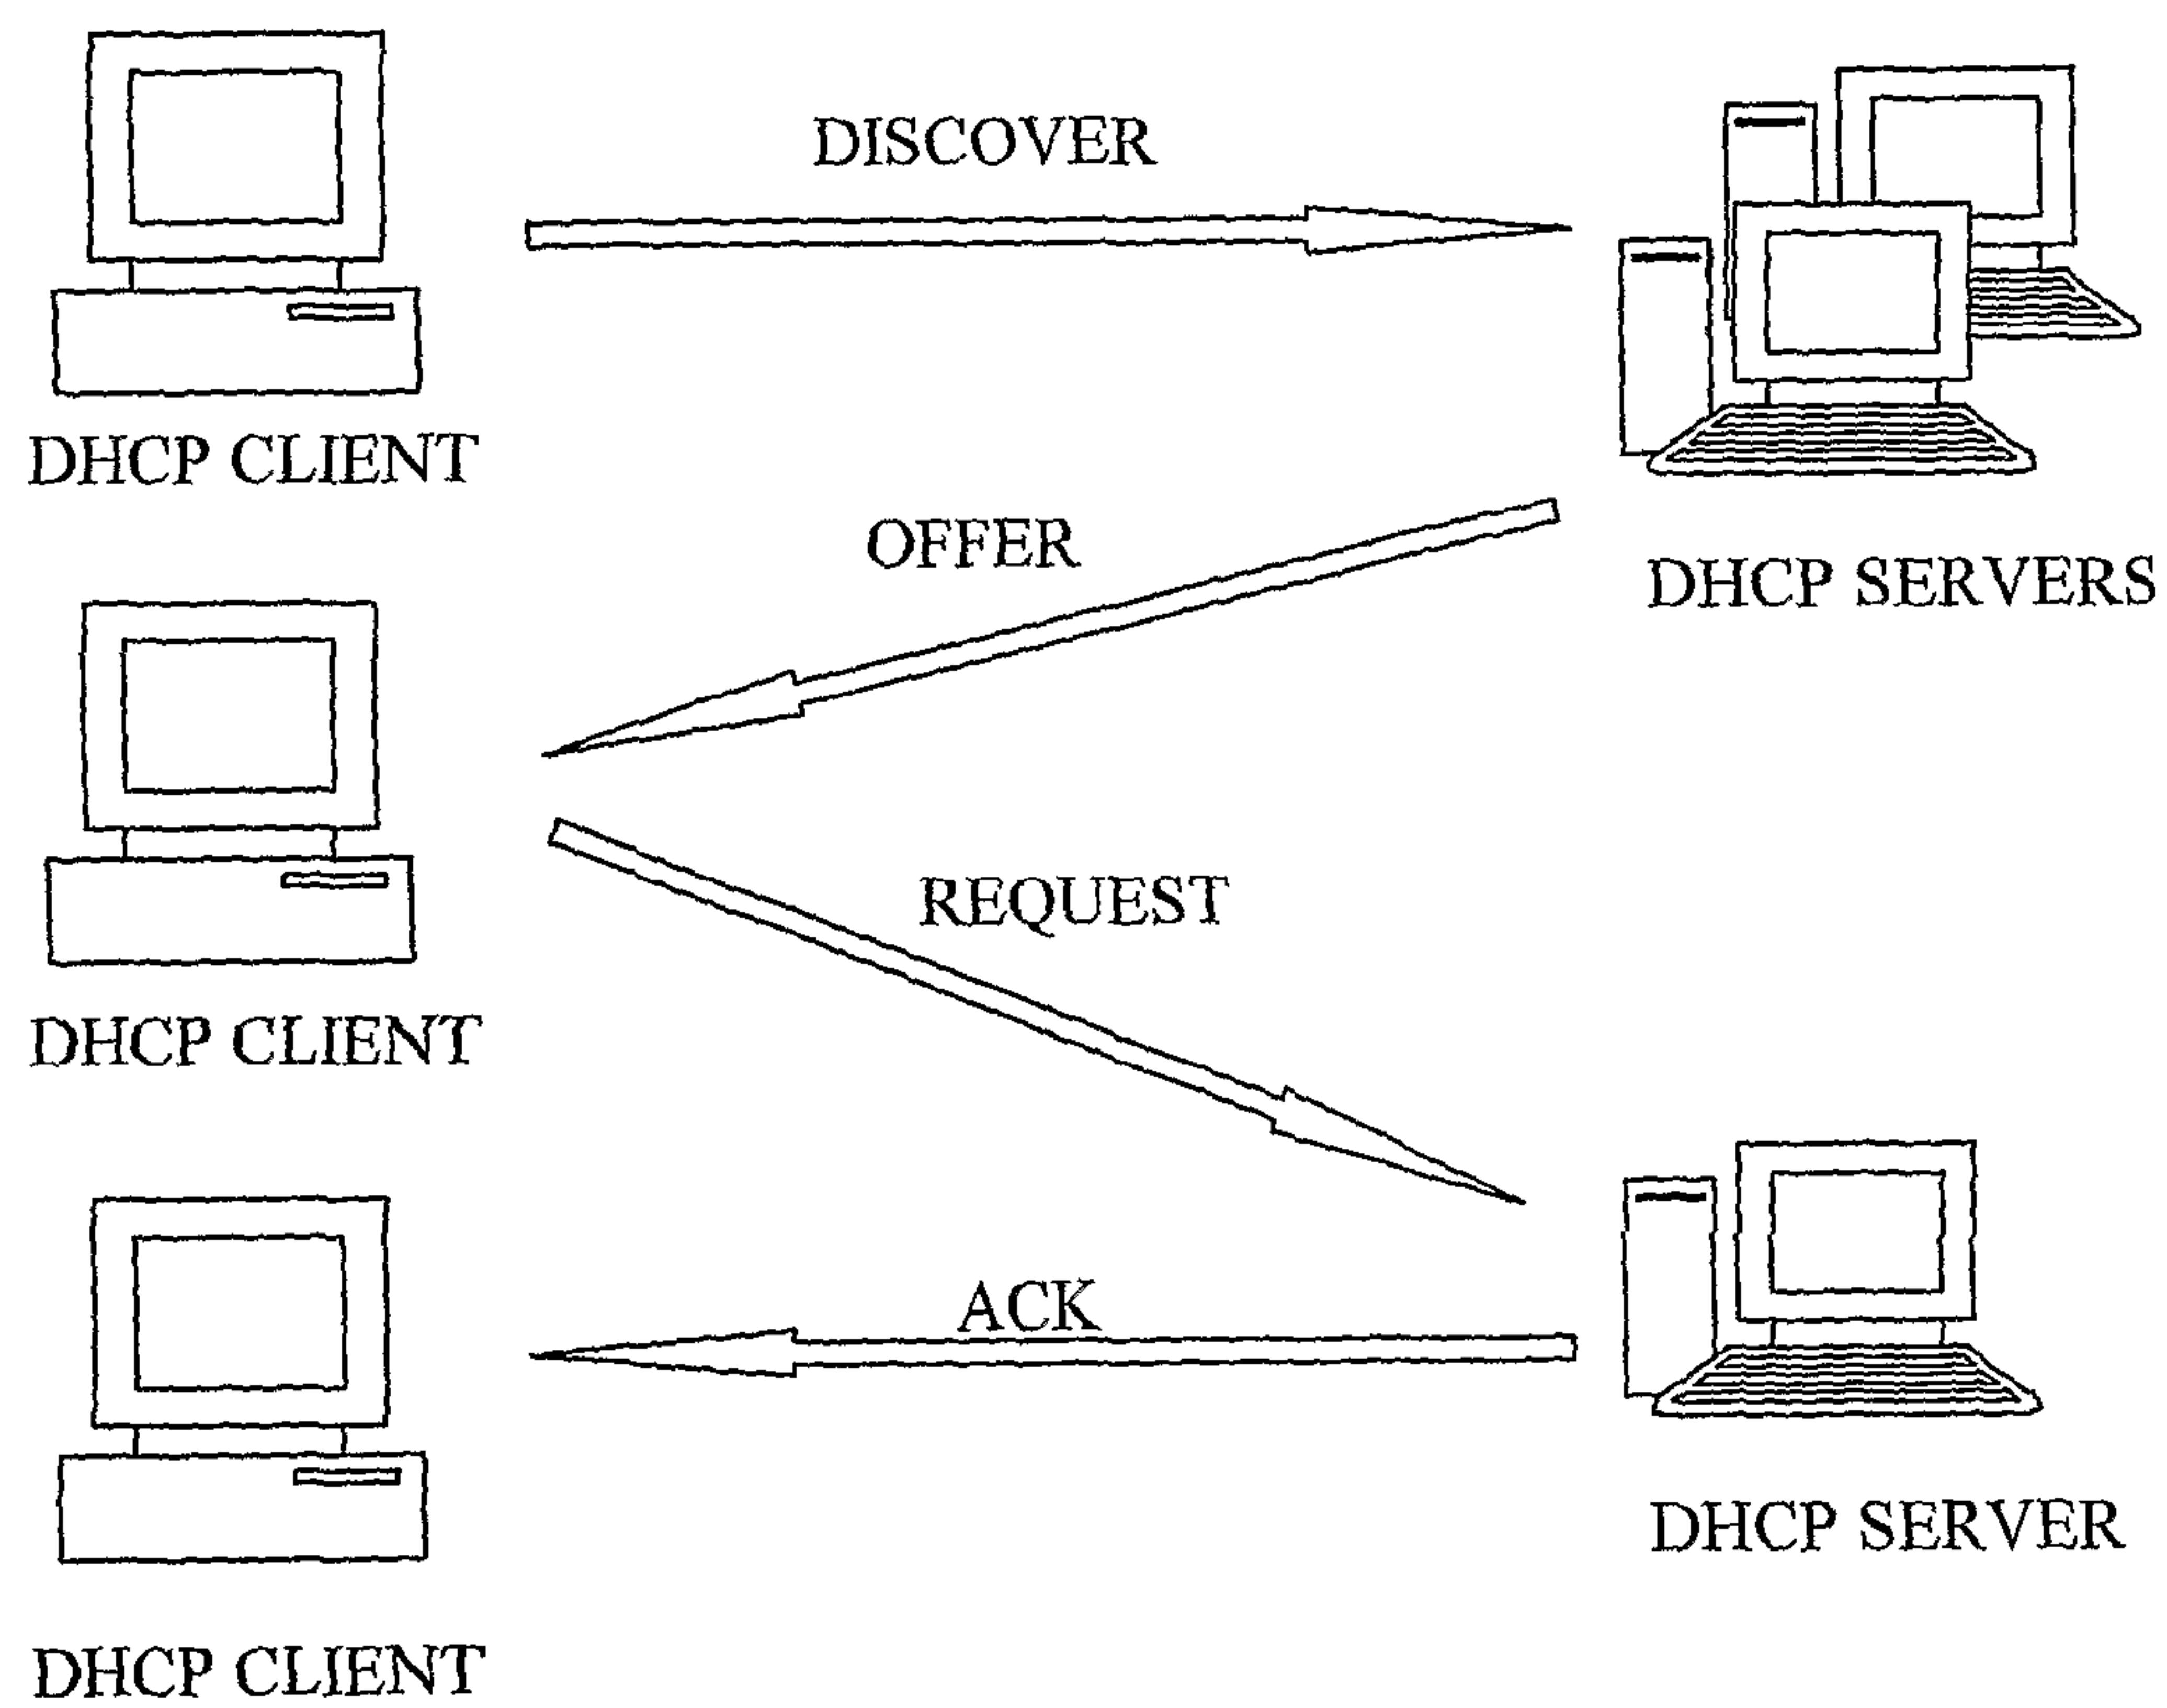 DISCOVER
DHCP CLIENT
OFFER
DHCP SERVERS
REQUEST
DHCP CLIENT
ACK
DHCP SERVER
DHCP CLIENT